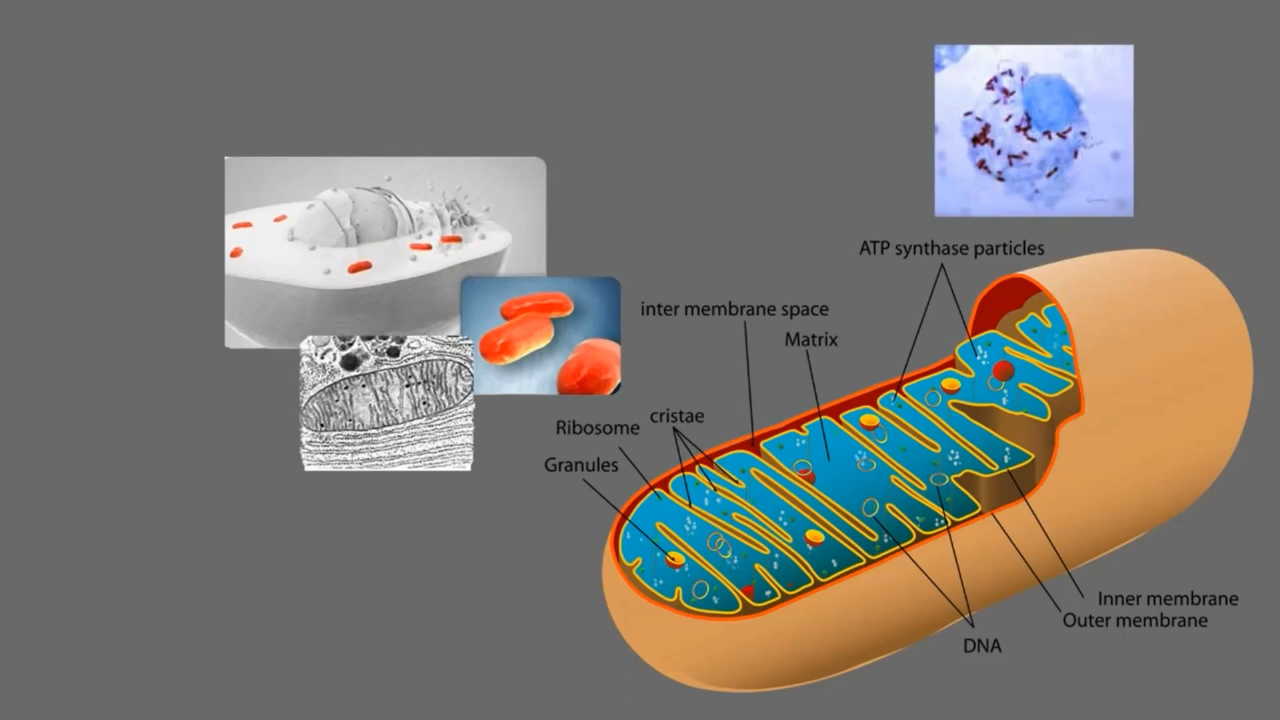 ATP synthase particles
inter membrane space
Matrix
cristae
Ribosome
Granules
Inner membrane
Outer membrane
DNA